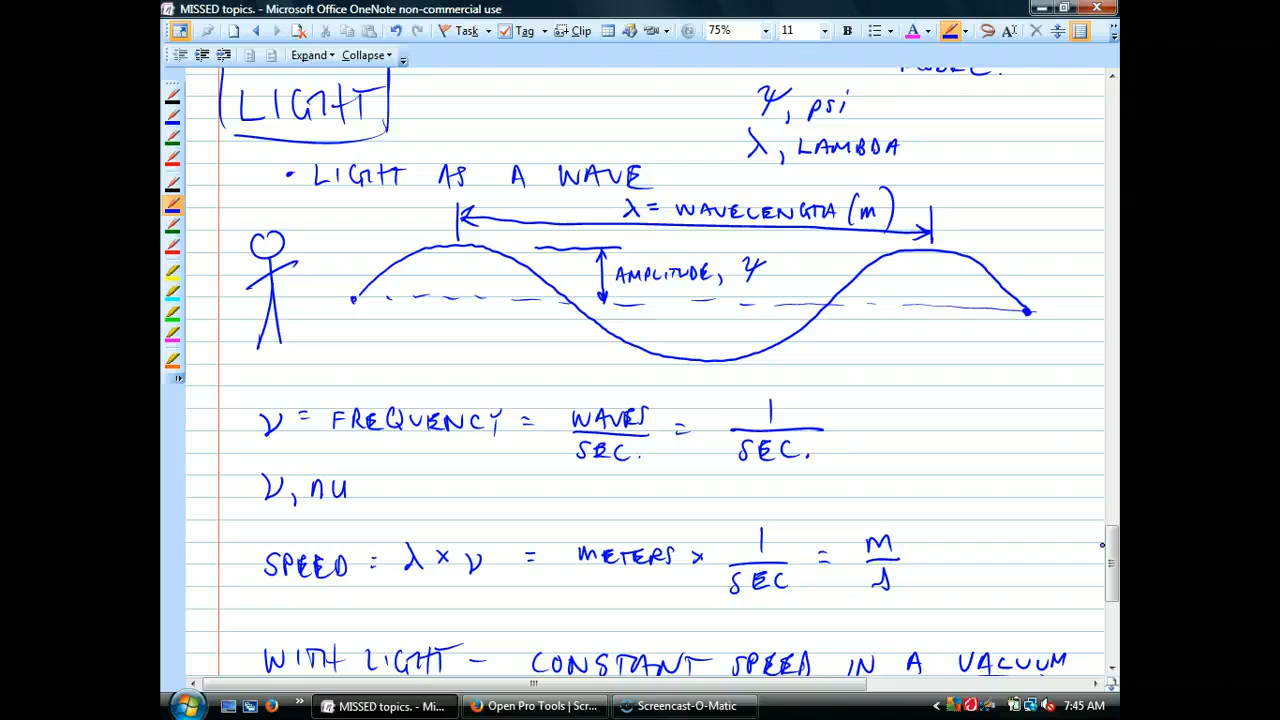 MISSED topics. - Microsoft Office OneNote non-commercial use
Task Tag Clip 75% 11 B A
Expand Collapse
LIGHT
Ψ, psi
λ, LAMBDA
• LIGHT AS A WAVE
λ = WAVELENGTH (m)
AMPLITUDE, Ψ
ν = FREQUENCY = WAVES/SEC. = 1/SEC.
ν, nu
SPEED = λ × ν = METERS × 1/SEC = m/s
WITH LIGHT - CONSTANT SPEED IN A VACUUM
MISSED topics. - Mi... Open Pro Tools | Scr... Screencast-O-Matic 7:45 AM